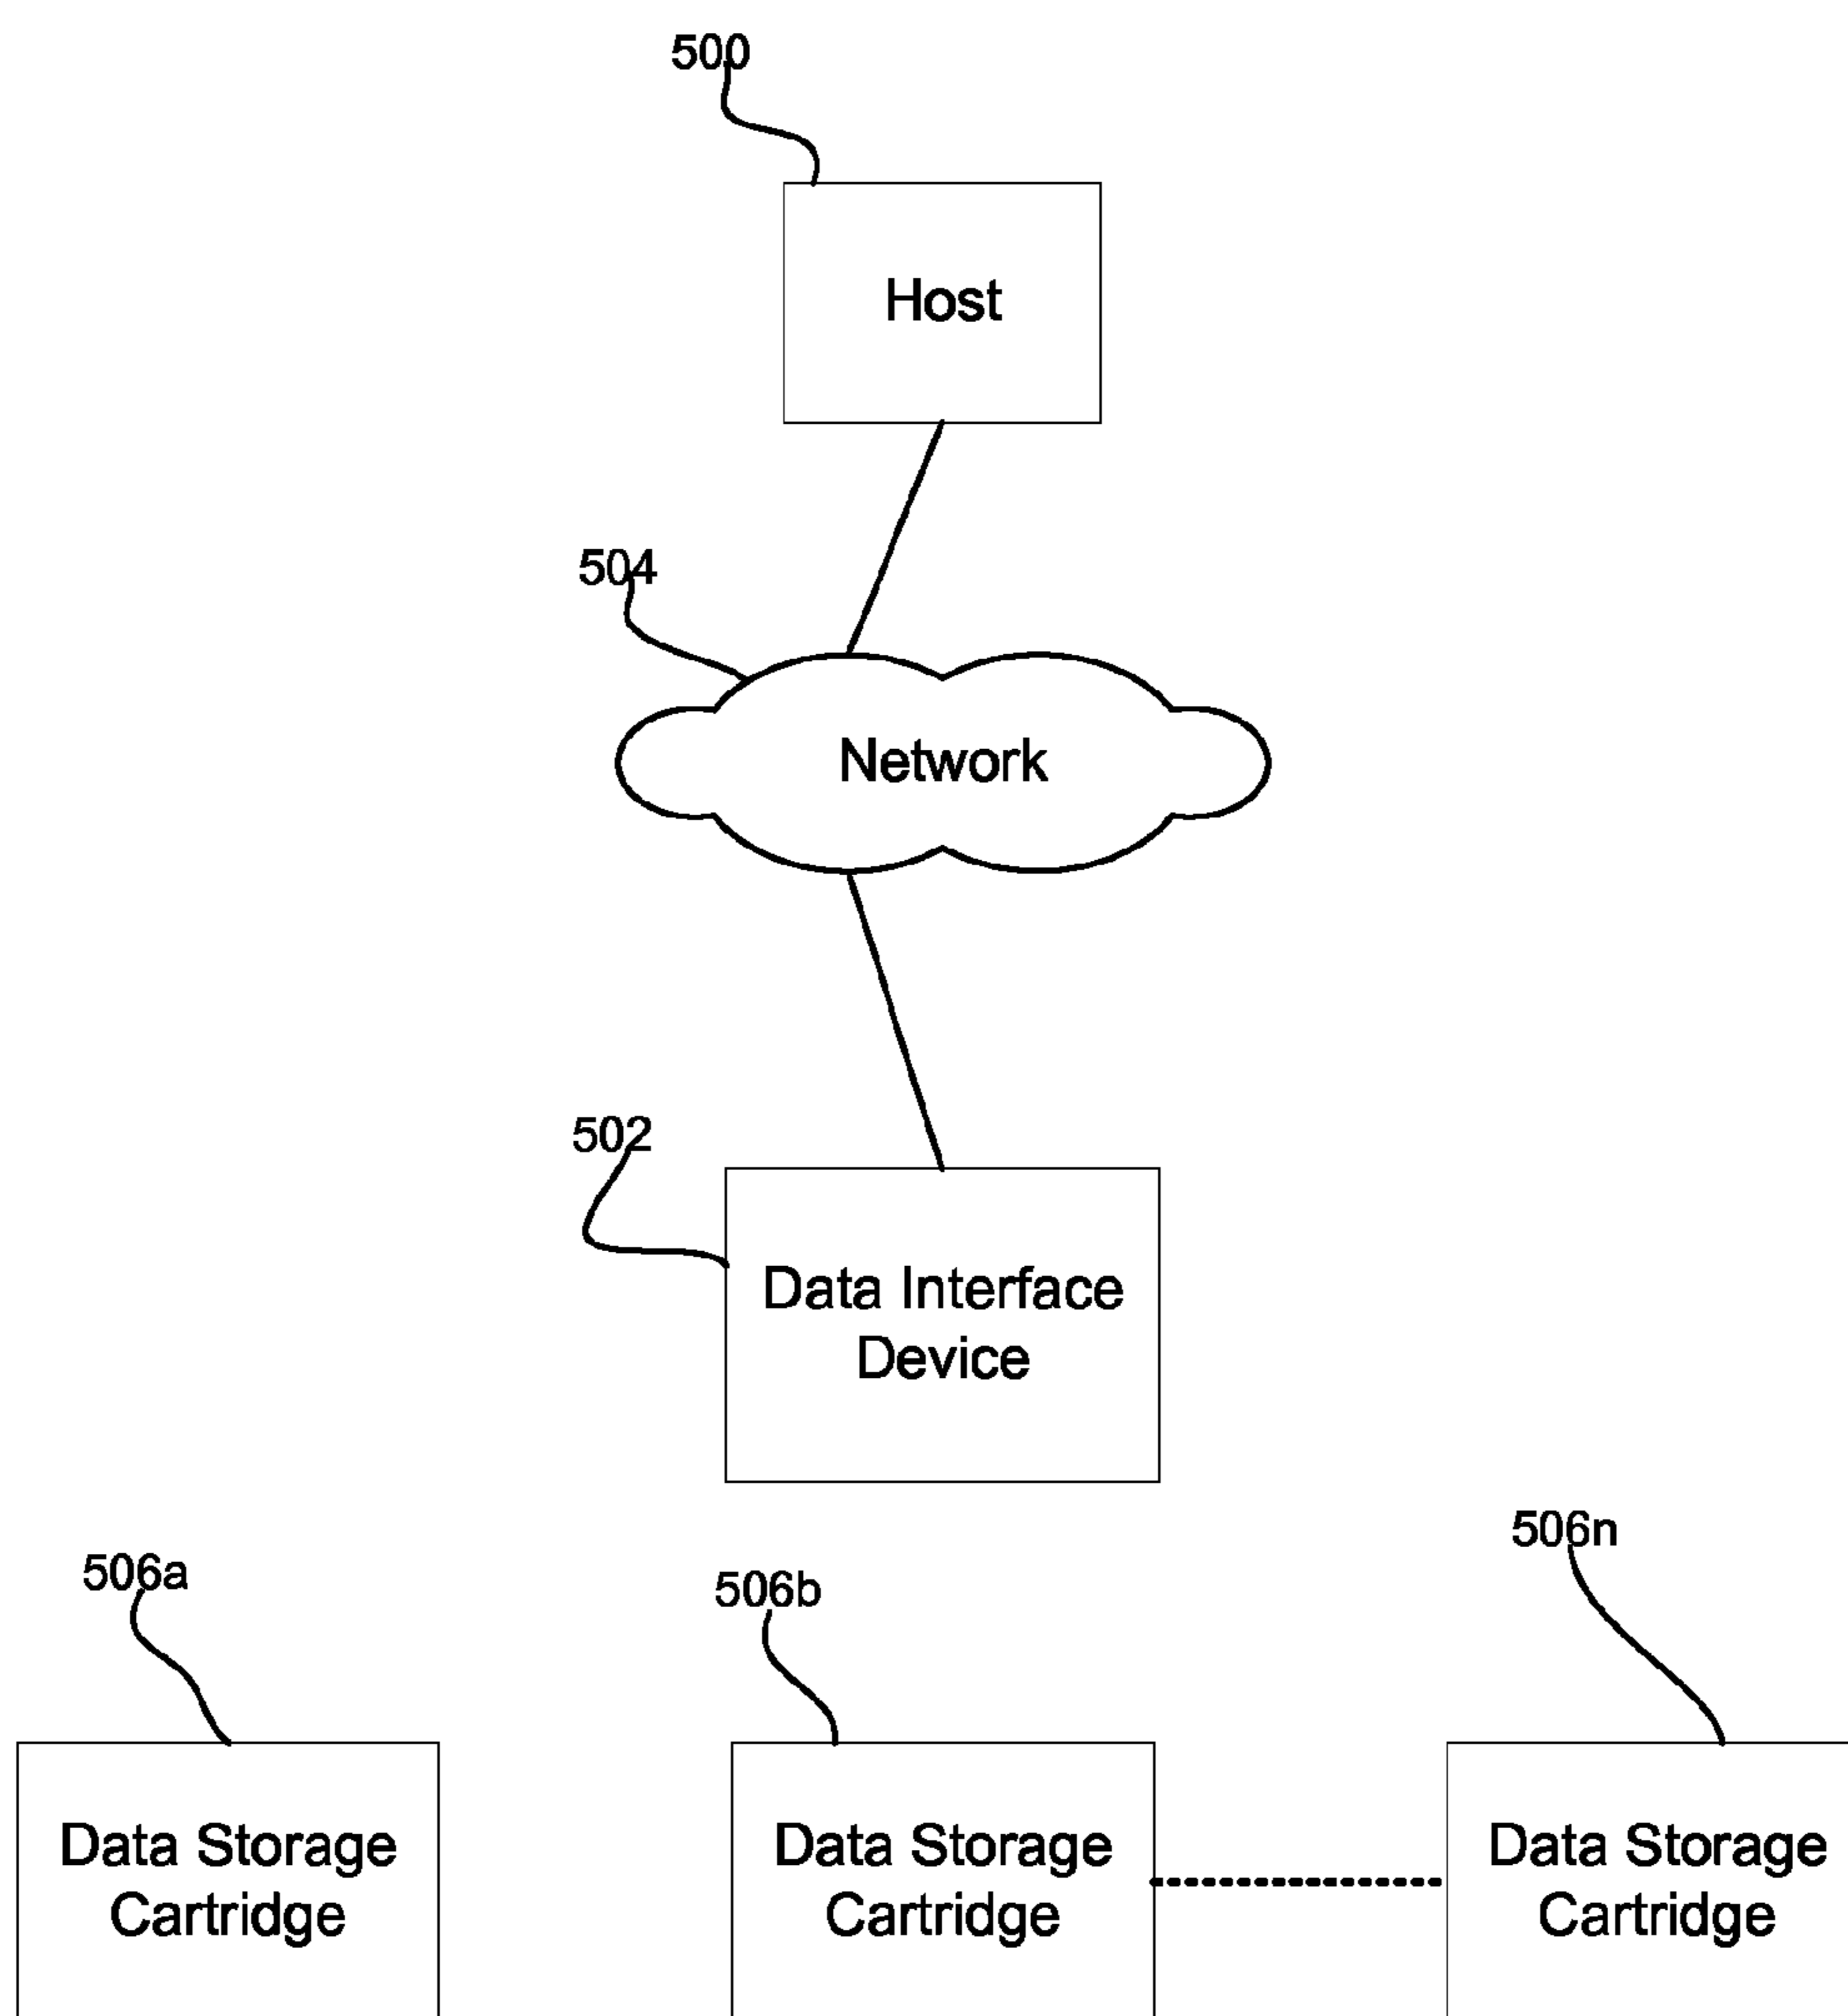 500
Host
504
Network
502
Data Interface
Device
506a
506b
506n
Data Storage
Cartridge
Data Storage
Cartridge
Data Storage
Cartridge